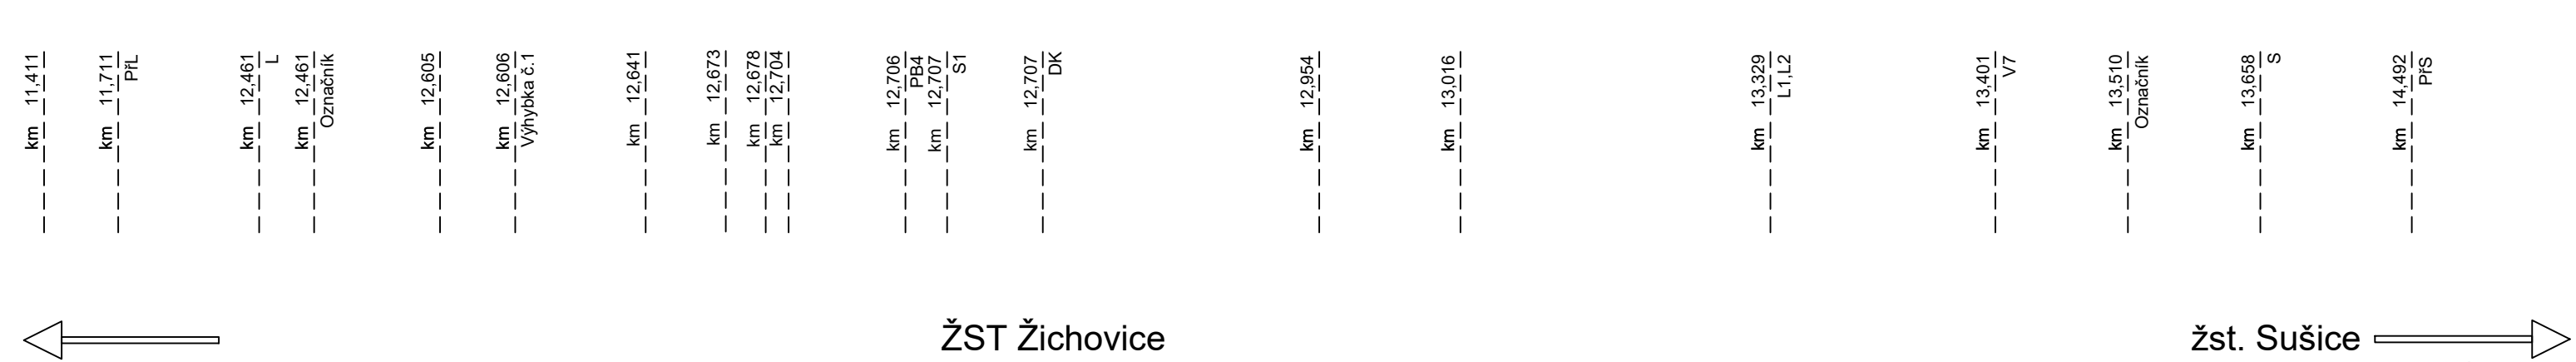 km 11,411
km 11,711
PřL
km 12,461
L
km 12,461
Označník
km 12,605
km 12,606
Výhybka č.1
km 12,641
km 12,673
km 12,678
km 12,704
km 12,706
PB4
km 12,707
S1
km 12,707
DK
km 12,954
km 13,016
km 13,329
L1,L2
km 13,401
V7
km 13,510
Označník
km 13,658
S
km 14,492
PřS
ŽST Žichovice
žst. Sušice